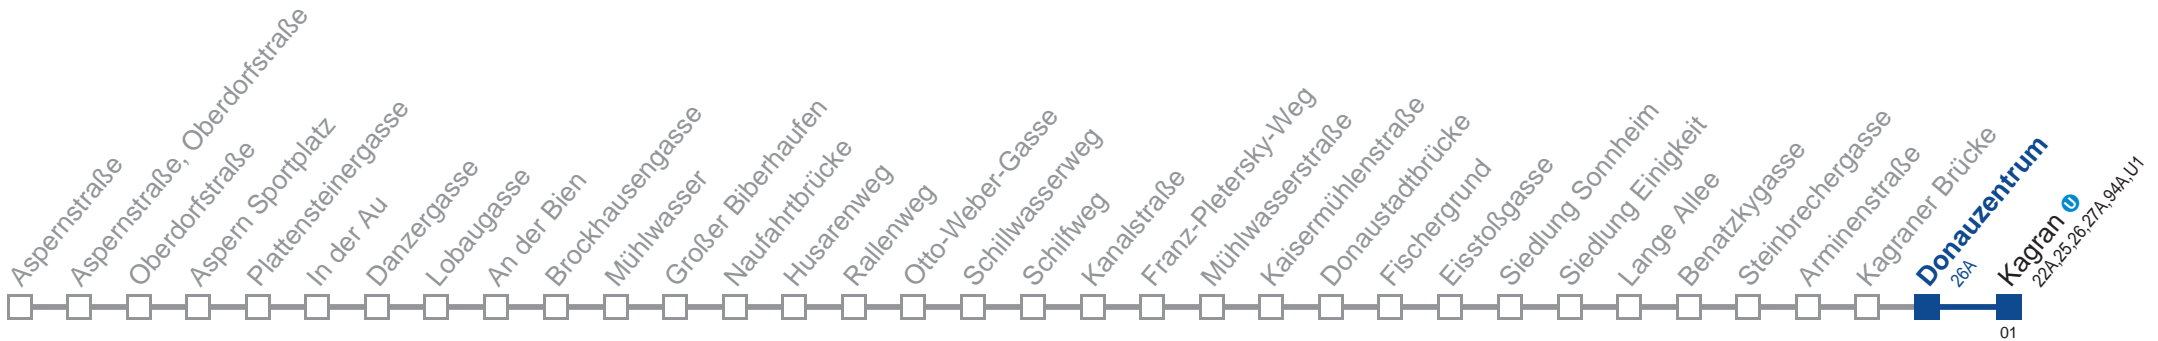 Aspernstraße
Aspernstraße, Oberdorfstraße
Oberdorfstraße
Aspern Sportplatz
Plattensteinergasse
In der Au
Danzergasse
Lobaugasse
An der Bien
Brockhausengasse
Mühlwasser
Großer Biberhaufen
Naufahrtbrücke
Husarenweg
Rallenweg
Otto-Weber-Gasse
Schillwasserweg
Schilfweg
Kanalstraße
Franz-Pletersky-Weg
Mühlwasserstraße
Kaisermühlenstraße
Donaustadtbrücke
Fischergrund
Eisstoßgasse
Siedlung Sonnheim
Siedlung Einigkeit
Lange Allee
Benatzkygasse
Steinbrechergasse
Arminenstraße
Kagraner Brücke
Donauzentrum
26A
Kagran U
22A,25,26,27A,94A,U1
01